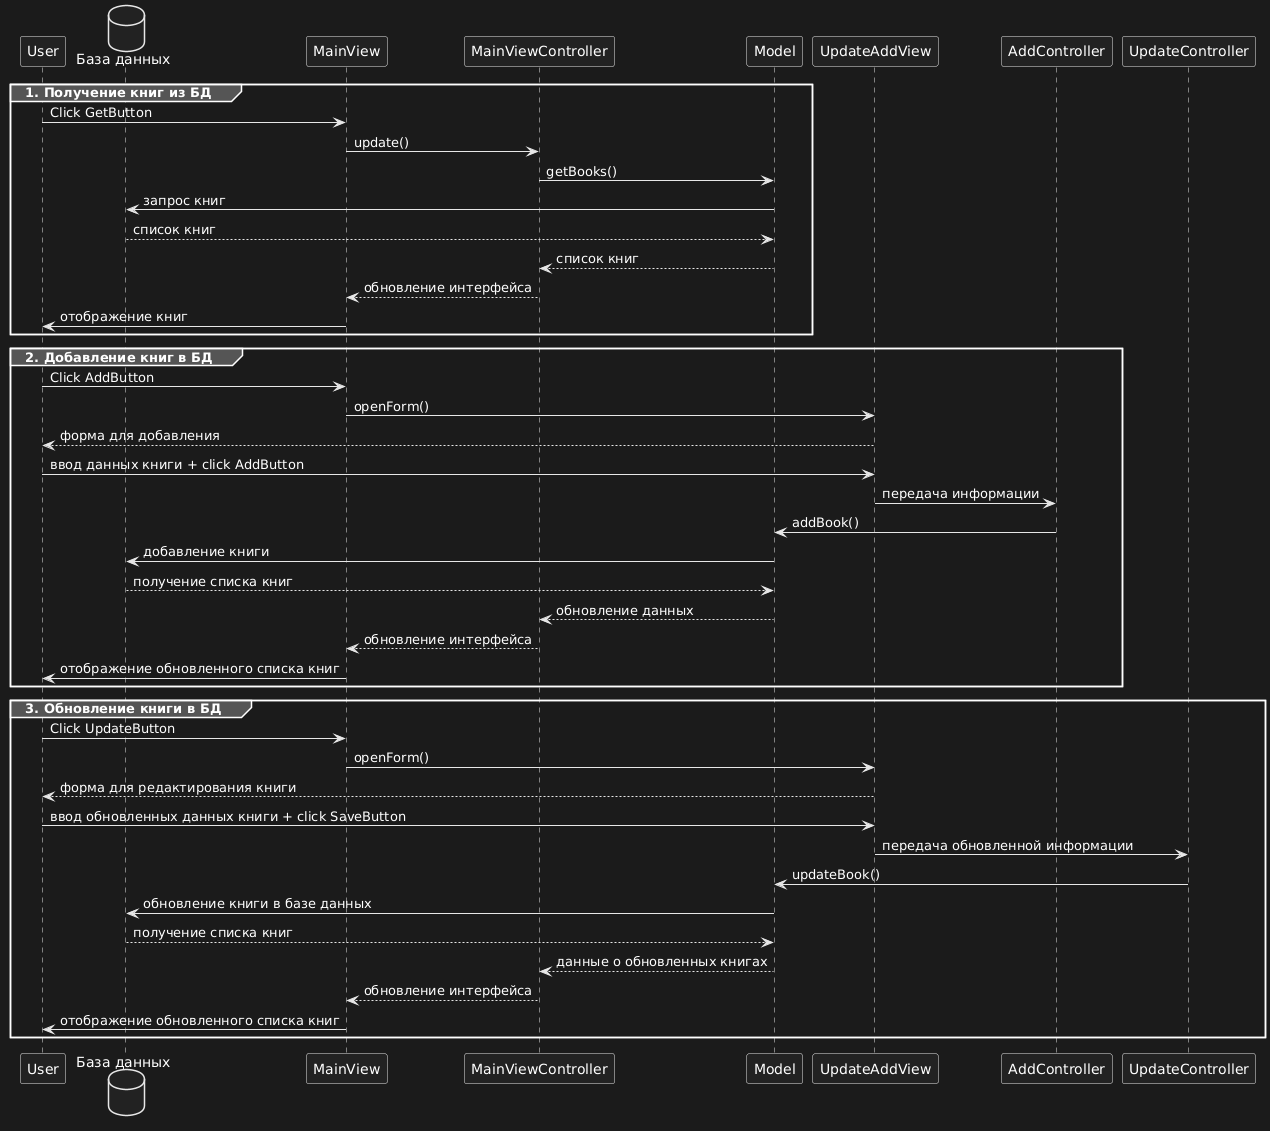 User
База данных
MainView
MainViewController
Model
UpdateAddView
AddController
UpdateController
1. Получение книг из БД
Click GetButton
update()
getBooks()
запрос книг
список книг
список книг
обновление интерфейса
отображение книг
2. Добавление книг в БД
Click AddButton
openForm()
форма для добавления
ввод данных книги + click AddButton
передача информации
addBook()
добавление книги
получение списка книг
обновление данных
обновление интерфейса
отображение обновленного списка книг
3. Обновление книги в БД
Click UpdateButton
openForm()
форма для редактирования книги
ввод обновленных данных книги + click SaveButton
передача обновленной информации
updateBook()
обновление книги в базе данных
получение списка книг
данные о обновленных книгах
обновление интерфейса
отображение обновленного списка книг
User
База данных
MainView
MainViewController
Model
UpdateAddView
AddController
UpdateController